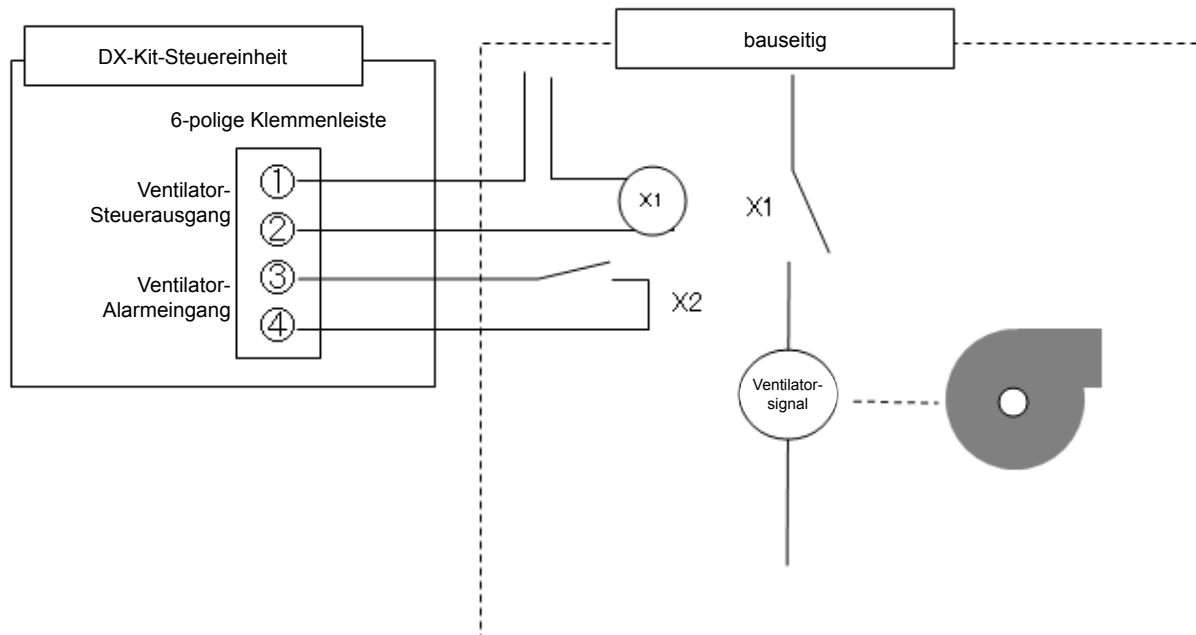 DX-Kit-Steuereinheit
bauseitig
6-polige Klemmenleiste
Ventilator-
Steuerausgang
①
②
Ventilator-
Alarmeingang
③
④
X1
X1
X2
Ventilator-
signal